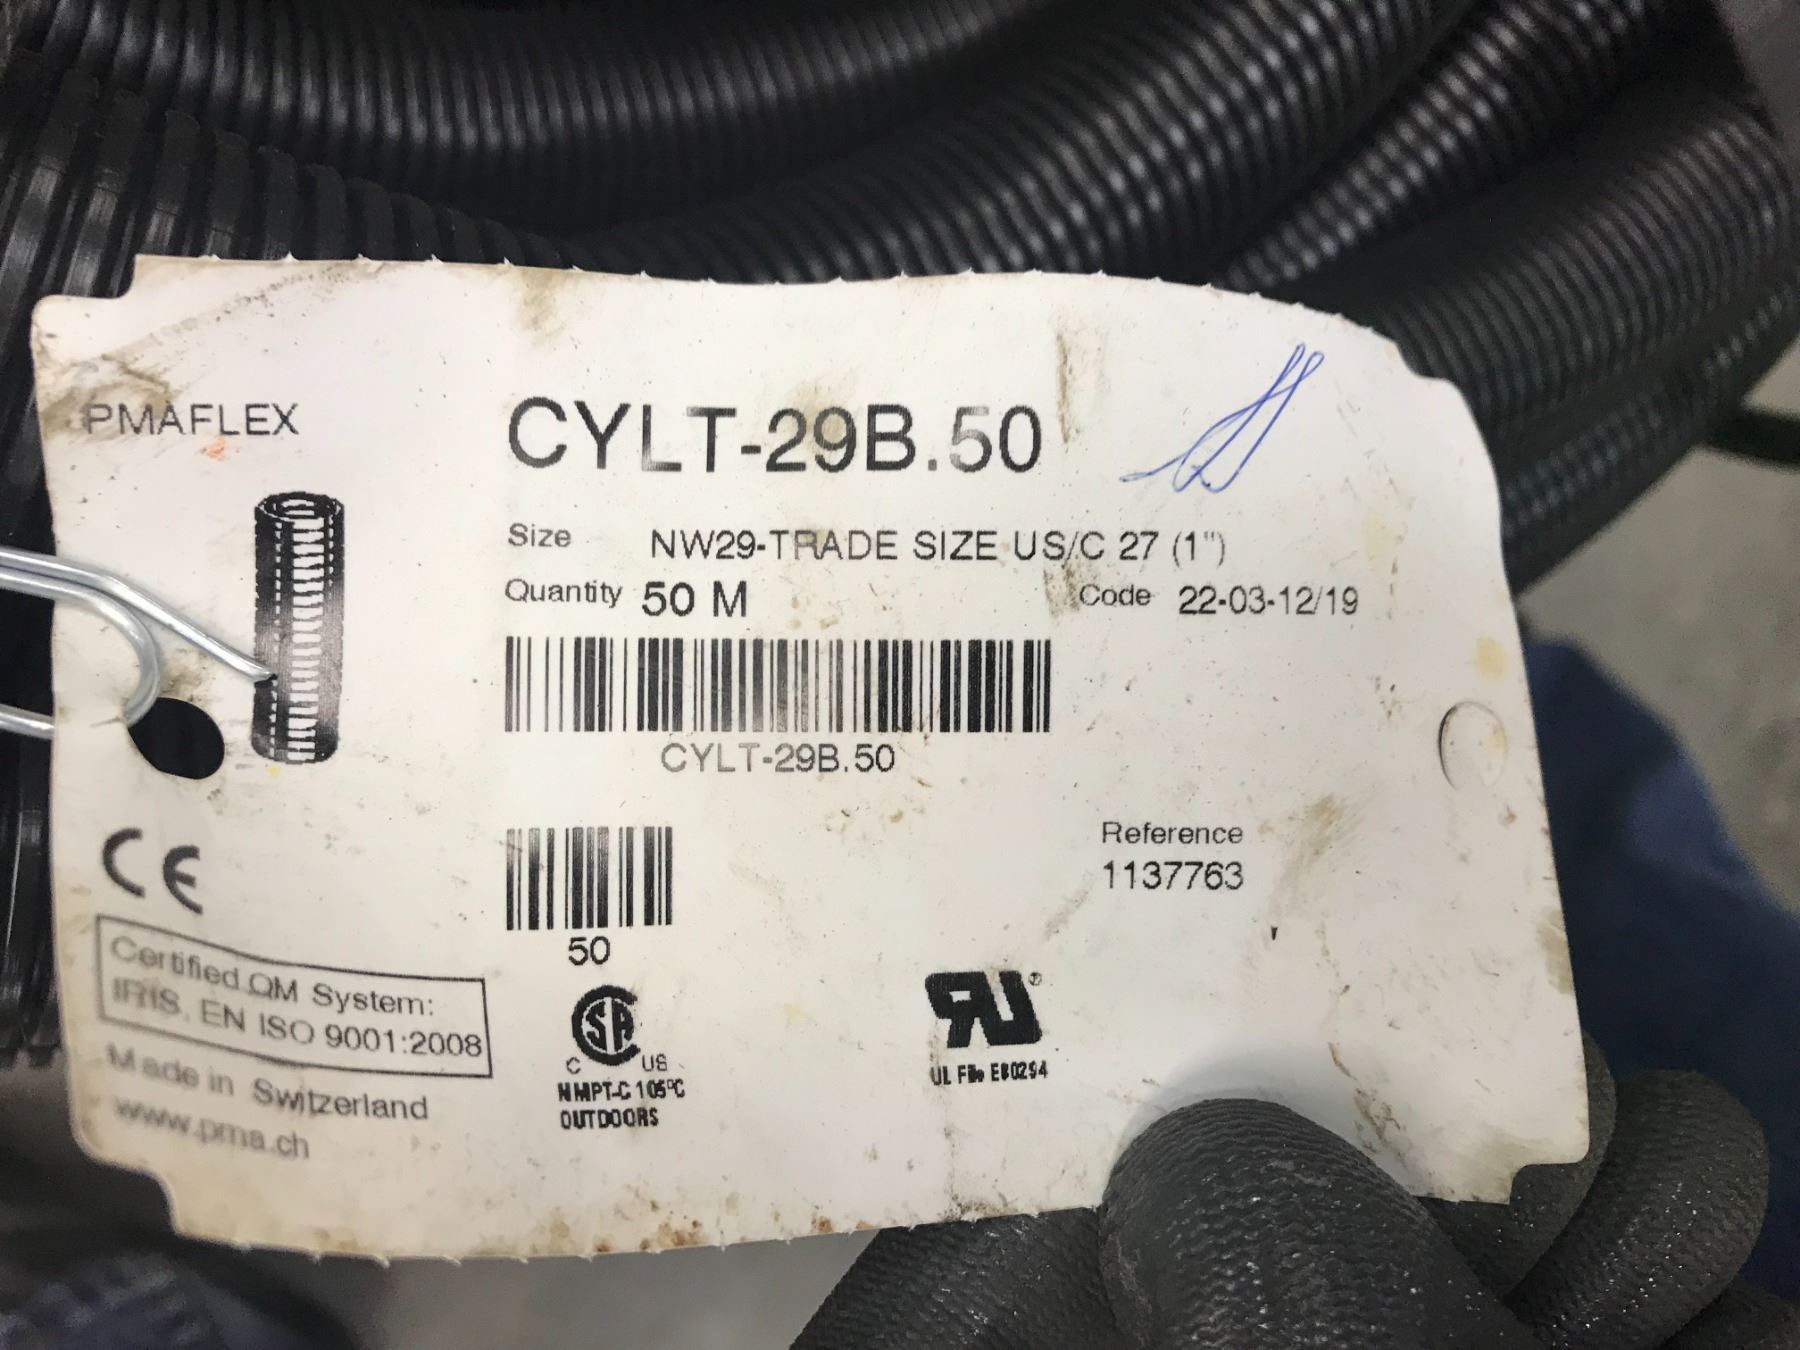 PMAFLEX
CYLT-29B.50
Size NW29-TRADE SIZE US/C 27 (1")
Quantity 50 M
Code 22-03-12/19
CYLT-29B.50
Reference
1137763
50
CE
Certified QM System:
IRIS, EN ISO 9001:2008
Made in Switzerland
www.pma.ch
CSA
C US
NMPT-C 105°C
OUTDOORS
RU®
UL File E80294